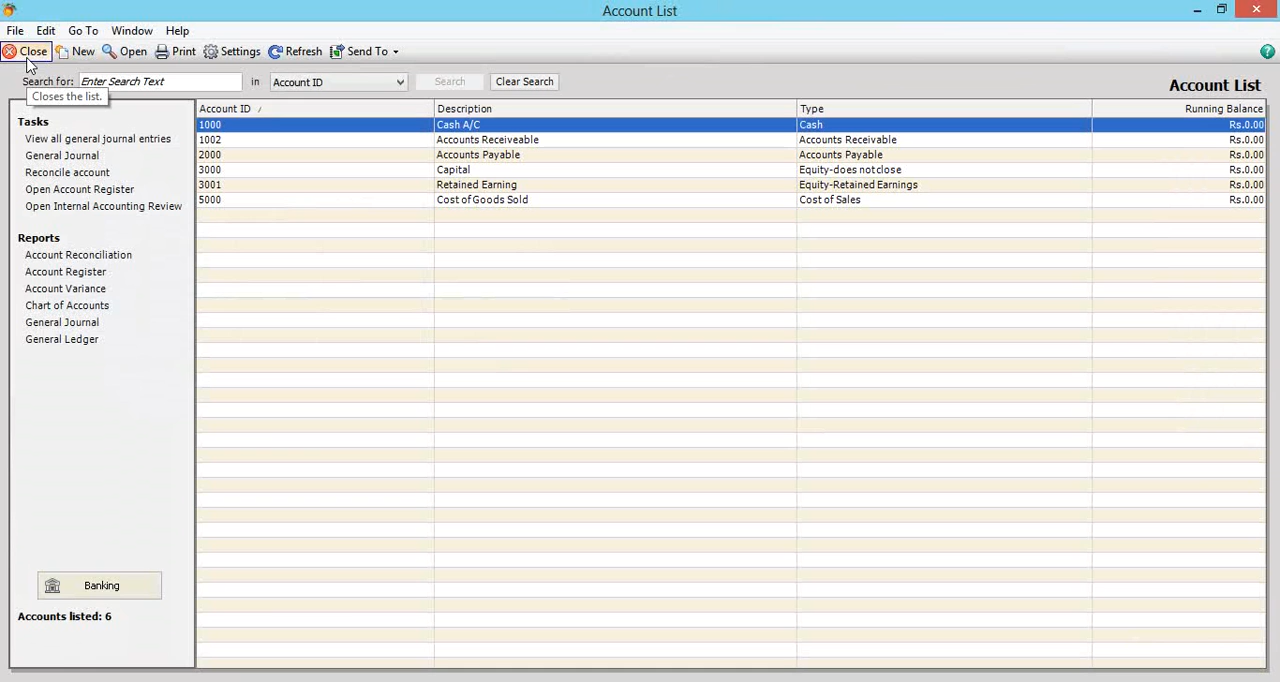 Account List
File Edit Go To Window Help
Close New Open Print Settings Refresh Send To
Search for: Enter Search Text in Account ID Search Clear Search
Account List
Closes the list.
Tasks
View all general journal entries
General Journal
Reconcile account
Open Account Register
Open Internal Accounting Review
Reports
Account Reconciliation
Account Register
Account Variance
Chart of Accounts
General Journal
General Ledger
Banking
Accounts listed: 6
Account ID / Description Type Running Balance
1000 Cash A/C Cash Rs.0.00
1002 Accounts Receiveable Accounts Receivable Rs.0.00
2000 Accounts Payable Accounts Payable Rs.0.00
3000 Capital Equity-does not close Rs.0.00
3001 Retained Earning Equity-Retained Earnings Rs.0.00
5000 Cost of Goods Sold Cost of Sales Rs.0.00